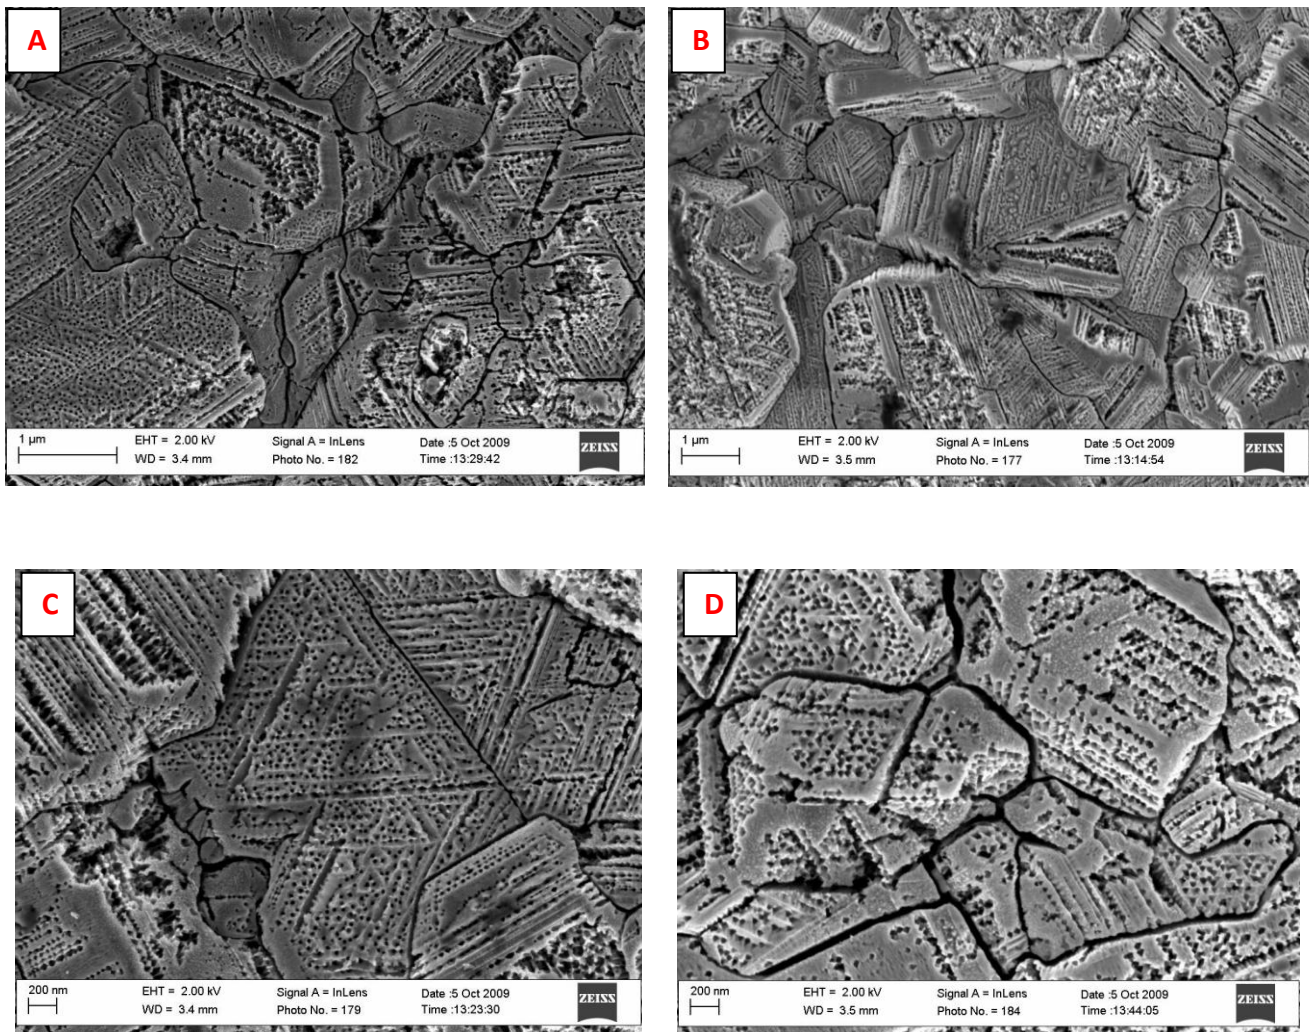 A
B
1 µm
EHT = 2.00 kV
Signal A = InLens
Date :5 Oct 2009
ZEISS
WD = 3.4 mm
Photo No. = 182
Time :13:29:42
1 µm
EHT = 2.00 kV
Signal A = InLens
Date :5 Oct 2009
ZEISS
WD = 3.5 mm
Photo No. = 177
Time :13:14:54
C
D
200 nm
EHT = 2.00 kV
Signal A = InLens
Date :5 Oct 2009
ZEISS
WD = 3.4 mm
Photo No. = 179
Time :13:23:30
200 nm
EHT = 2.00 kV
Signal A = InLens
Date :5 Oct 2009
ZEISS
WD = 3.5 mm
Photo No. = 184
Time :13:44:05